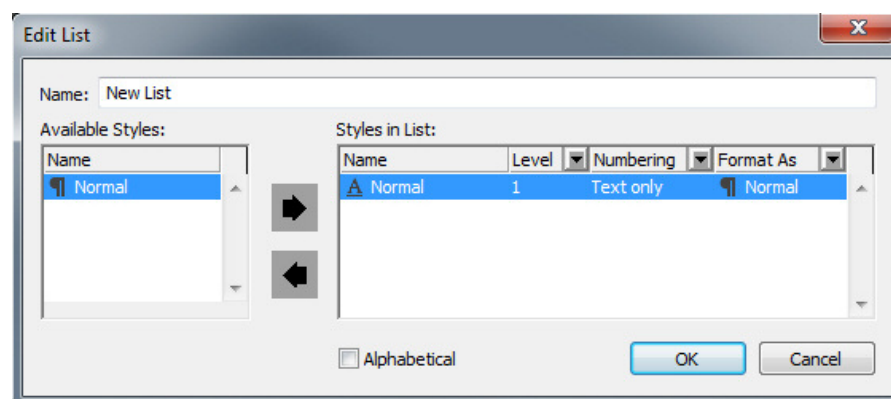 Edit List
Name: New List
Available Styles:
Styles in List:
Name
Name Level Numbering Format As
¶ Normal
A Normal 1 Text only ¶ Normal
Alphabetical
OK Cancel